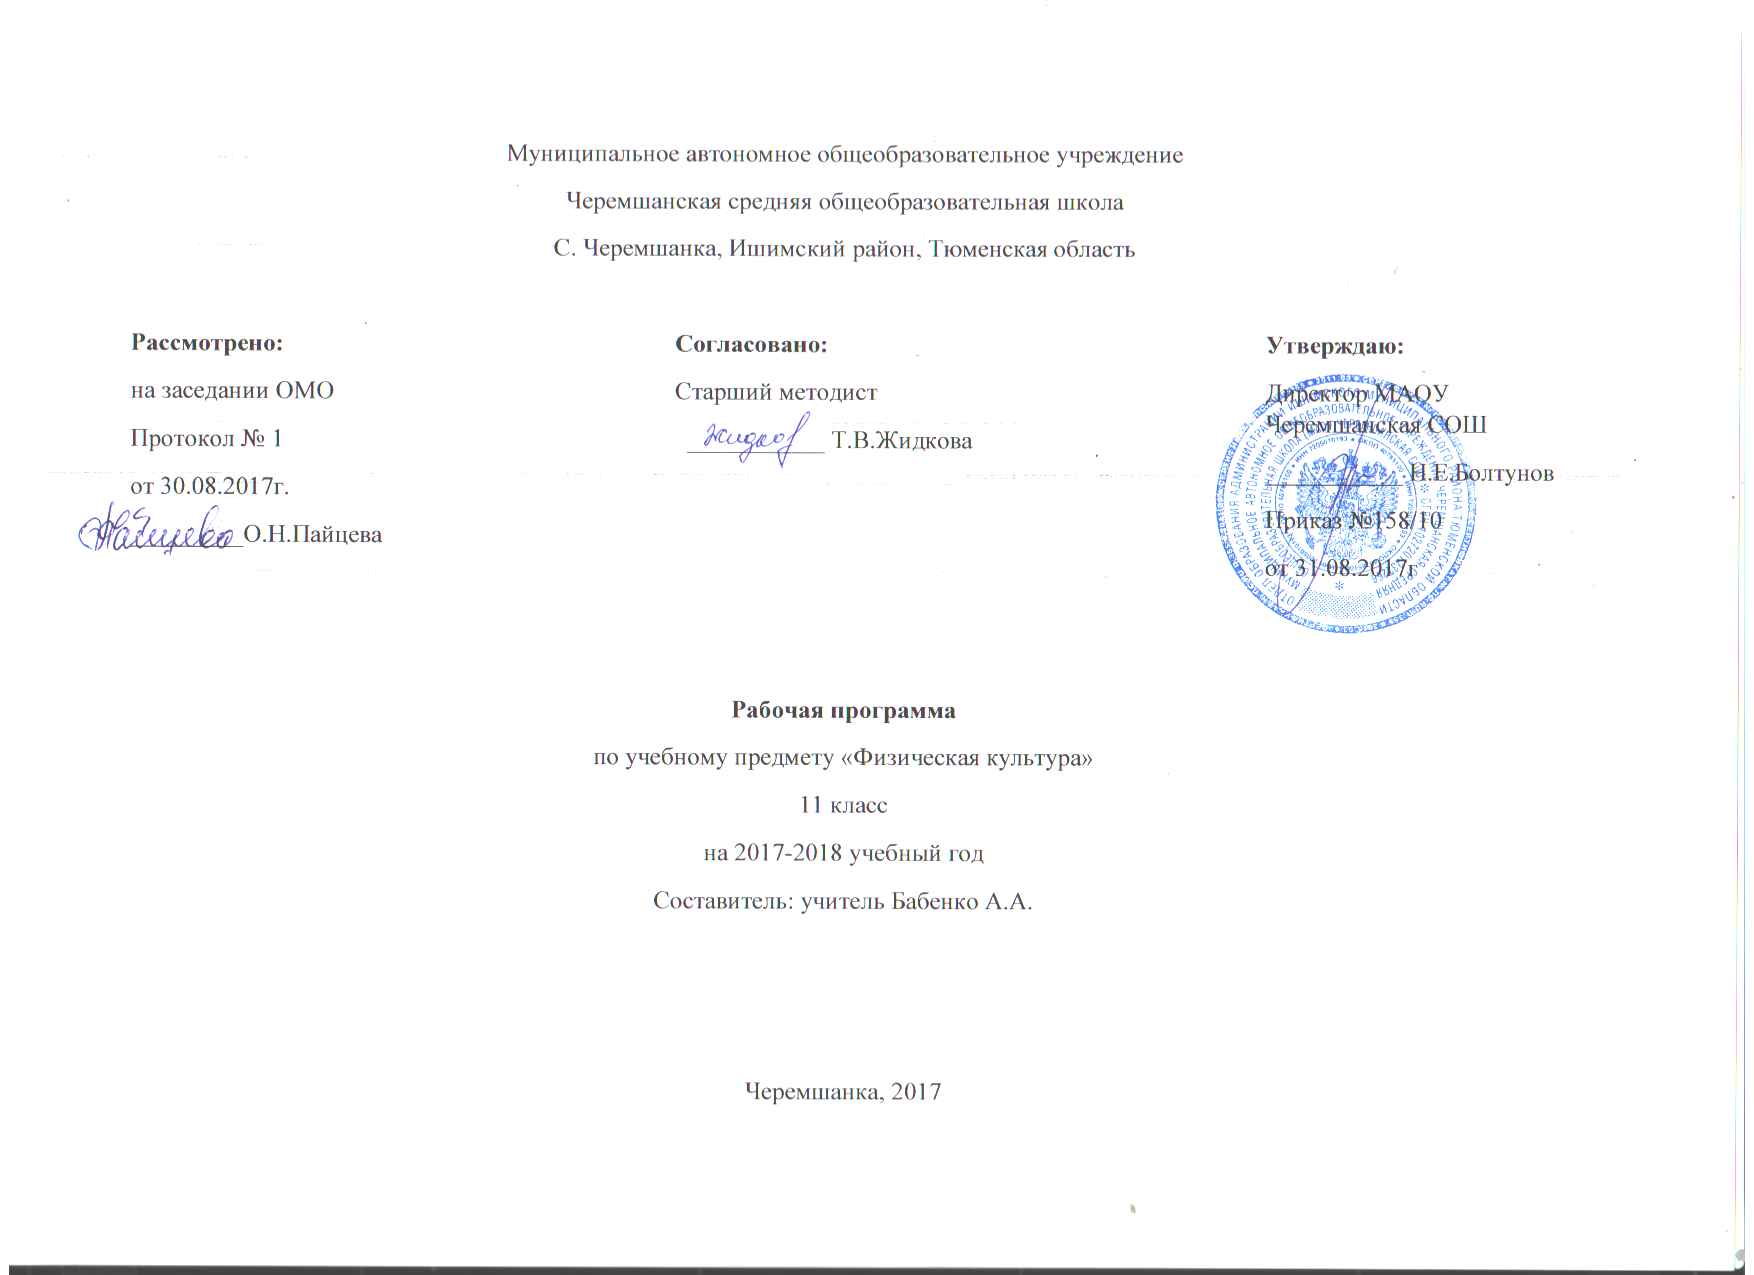 Муниципальное автономное общеобразовательное учреждение
Черемшанская средняя общеобразовательная школа
С. Черемшанка, Ишимский район, Тюменская область
Рассмотрено:
на заседании ОМО
Протокол № 1
от 30.08.2017г.
О.Н.Пайцева
Согласовано:
Старший методист
Т.В.Жидкова
Утверждаю:
Директор МАОУ
Черемшанская СОШ
Н.Е.Болтунов
Приказ №158/10
от 31.08.2017г
Рабочая программа
по учебному предмету «Физическая культура»
11 класс
на 2017-2018 учебный год
Составитель: учитель Бабенко А.А.
Черемшанка, 2017